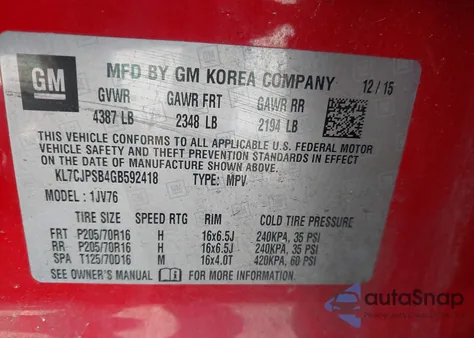 GM
MFD BY GM KOREA COMPANY
12/15
GVWR GAWR FRT GAWR RR
4387 LB 2348 LB 2194 LB
THIS VEHICLE CONFORMS TO ALL APPLICABLE U.S. FEDERAL MOTOR
VEHICLE SAFETY AND THEFT PREVENTION STANDARDS IN EFFECT ON THE
DATE OF MANUFACTURE SHOWN ABOVE.
KL7CJPSB4GB592418 TYPE: MPV
MODEL: 1JV76
TIRE SIZE SPEED RTG RIM COLD TIRE PRESSURE
FRT P205/70R16 H 16x6.5J 240KPA, 35 PSI
RR P205/70R16 H 16x6.5J 240KPA, 35 PSI
SPA T125/70D16 M 16x4.0T 420KPA, 60 PSI
SEE OWNER'S MANUAL FOR MORE INFORMATION.
autoSnap